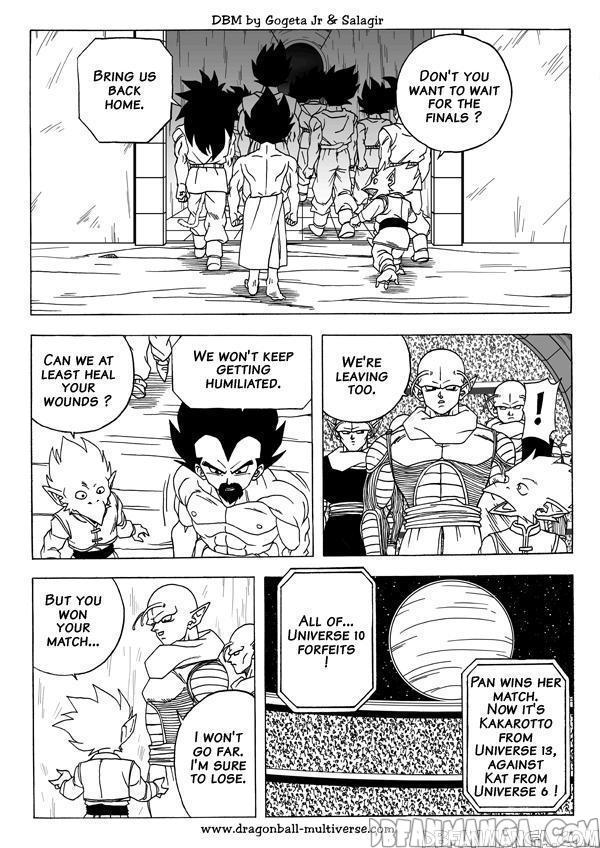 DBM by Gogeta Jr & Salagir
BRING US
BACK
HOME.
DON'T YOU
WANT TO WAIT
FOR THE
FINALS ?
CAN WE AT
LEAST HEAL
YOUR
WOUNDS ?
WE WON'T KEEP
GETTING
HUMILIATED.
WE'RE
LEAVING
TOO.
!
BUT YOU
WON
YOUR
MATCH...
I WON'T
GO FAR.
I'M SURE
TO LOSE.
ALL OF...
UNIVERSE 10
FORFEITS
!
PAN WINS HER
MATCH.
NOW IT'S
KAKAROTTO
FROM
UNIVERSE 13,
AGAINST
KAT FROM
UNIVERSE 6 !
www.dragonball-multiverse.com
DBFANMANGA.COM